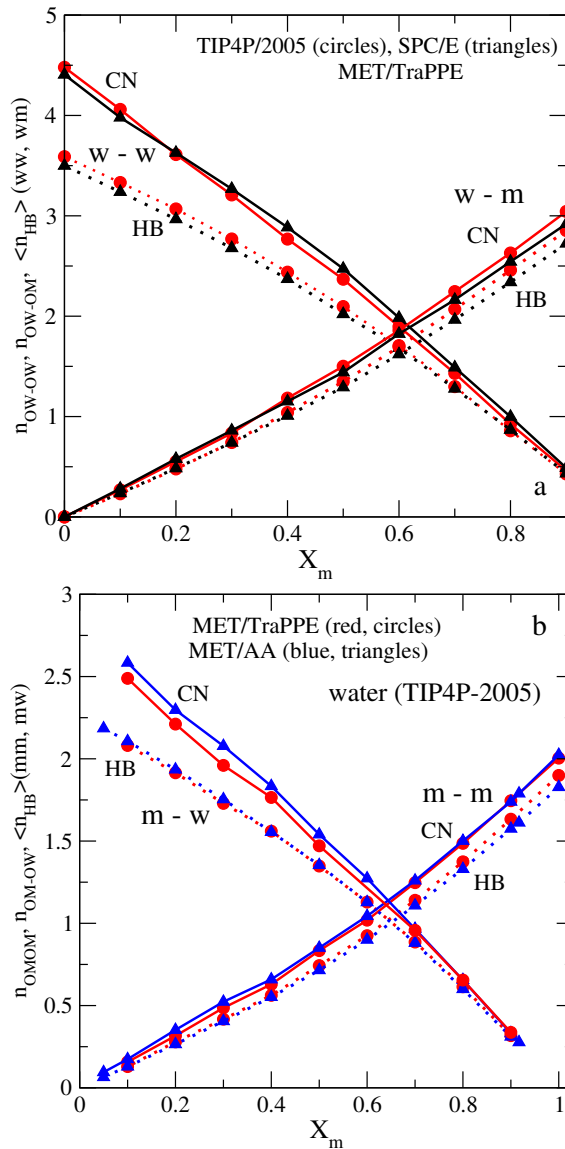 TIP4P/2005 (circles), SPC/E (triangles)
MET/TraPPE
CN
w - w
HB
w - m
CN
HB
a
n_OW-OW, n_OW-OM, <n_HB> (ww, wm)
5
4
3
2
1
0
0 0.2 0.4 0.6 0.8
X_m
MET/TraPPE (red, circles)
MET/AA (blue, triangles)
b
water (TIP4P-2005)
CN
HB
m - w
m - m
CN
HB
n_OMOM, n_OM-OW, <n_HB>(mm, mw)
3
2.5
2
1.5
1
0.5
0
0 0.2 0.4 0.6 0.8 1
X_m